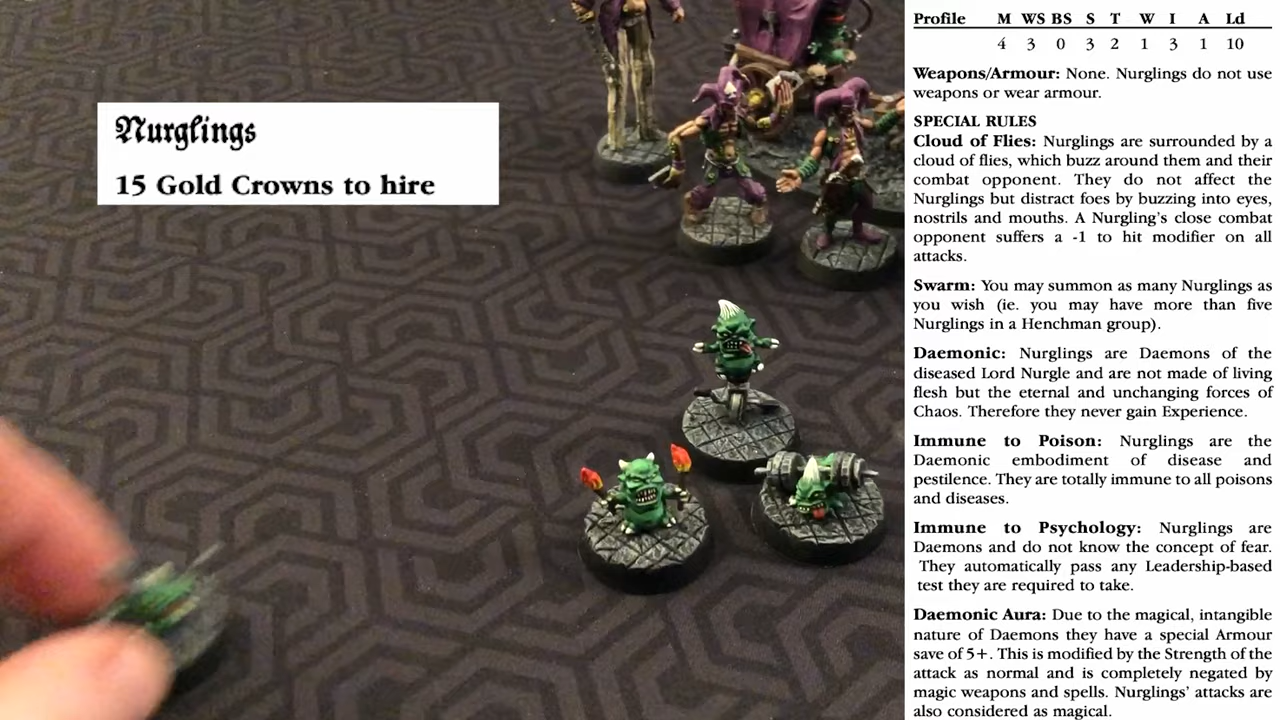 Nurglings
15 Gold Crowns to hire
Profile M WS BS S T W I A Ld
4 3 0 3 2 1 3 1 10
Weapons/Armour: None. Nurglings do not use
weapons or wear armour.
SPECIAL RULES
Cloud of Flies: Nurglings are surrounded by a
cloud of flies, which buzz around them and their
combat opponent. They do not affect the
Nurglings but distract foes by buzzing into eyes,
nostrils and mouths. A Nurgling's close combat
opponent suffers a -1 to hit modifier on all
attacks.
Swarm: You may summon as many Nurglings as
you wish (ie. you may have more than five
Nurglings in a Henchman group).
Daemonic: Nurglings are Daemons of the
diseased Lord Nurgle and are not made of living
flesh but the eternal and unchanging forces of
Chaos. Therefore they never gain Experience.
Immune to Poison: Nurglings are the
Daemonic embodiment of disease and
pestilence. They are totally immune to all poisons
and diseases.
Immune to Psychology: Nurglings are
Daemons and do not know the concept of fear.
They automatically pass any Leadership-based
test they are required to take.
Daemonic Aura: Due to the magical, intangible
nature of Daemons they have a special Armour
save of 5+. This is modified by the Strength of the
attack as normal and is completely negated by
magic weapons and spells. Nurglings' attacks are
also considered as magical.